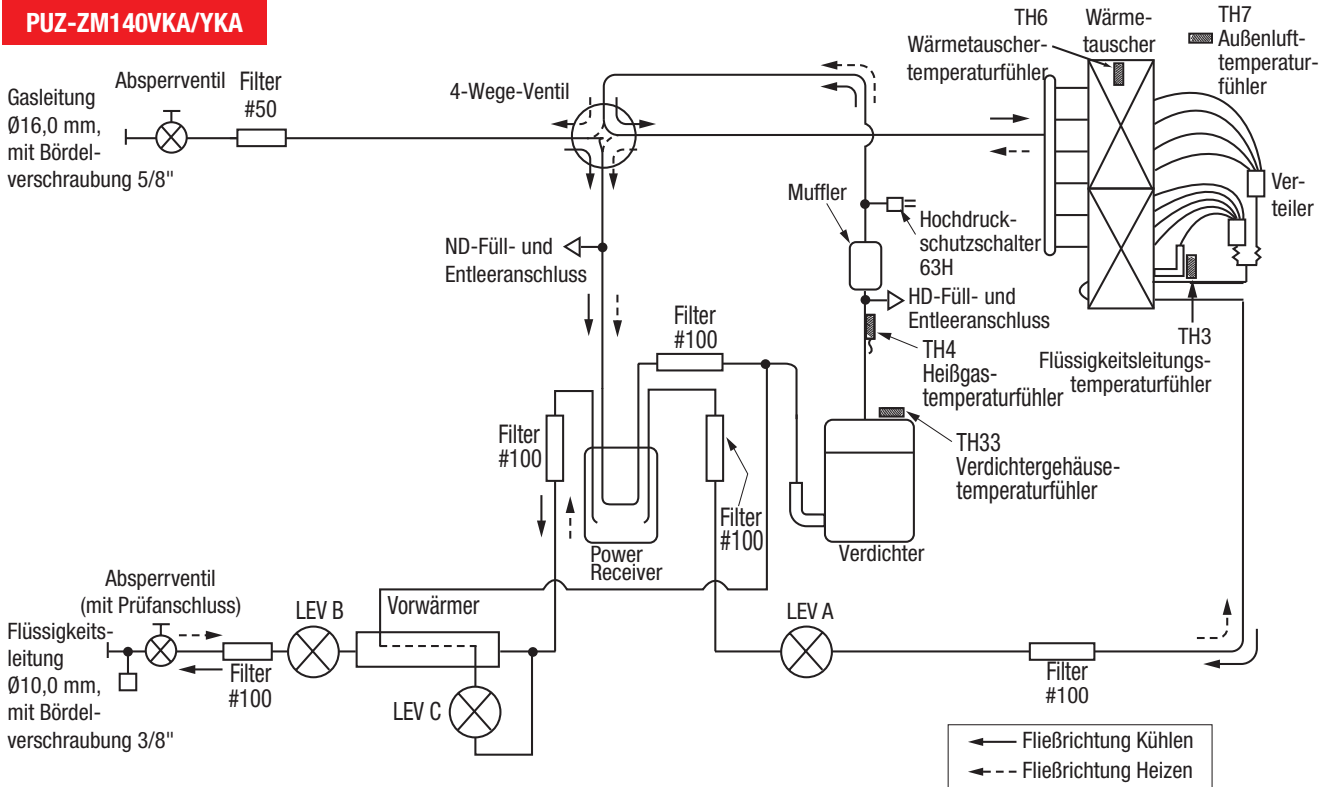 PUZ-ZM140VKA/YKA
Gasleitung
Ø16,0 mm,
mit Bördel-
verschraubung 5/8"
Absperrventil
Filter
#50
4-Wege-Ventil
TH6
Wärmetauscher-
temperaturfühler
Wärme-
tauscher
TH7
Außenluft-
temperatur-
fühler
Ver-
teiler
Muffler
Hochdruck-
schutzschalter
63H
ND-Füll- und
Entleeranschluss
HD-Füll- und
Entleeranschluss
TH4
Heißgas-
temperaturfühler
TH3
Flüssigkeitsleitungs-
temperaturfühler
Filter
#100
Filter
#100
Filter
#100
TH33
Verdichtergehäuse-
temperaturfühler
Power
Receiver
Verdichter
Absperrventil
(mit Prüfanschluss)
Flüssigkeits-
leitung
Ø10,0 mm,
mit Bördel-
verschraubung 3/8"
Filter
#100
LEV B
Vorwärmer
LEV C
LEV A
Filter
#100
Fließrichtung Kühlen
Fließrichtung Heizen